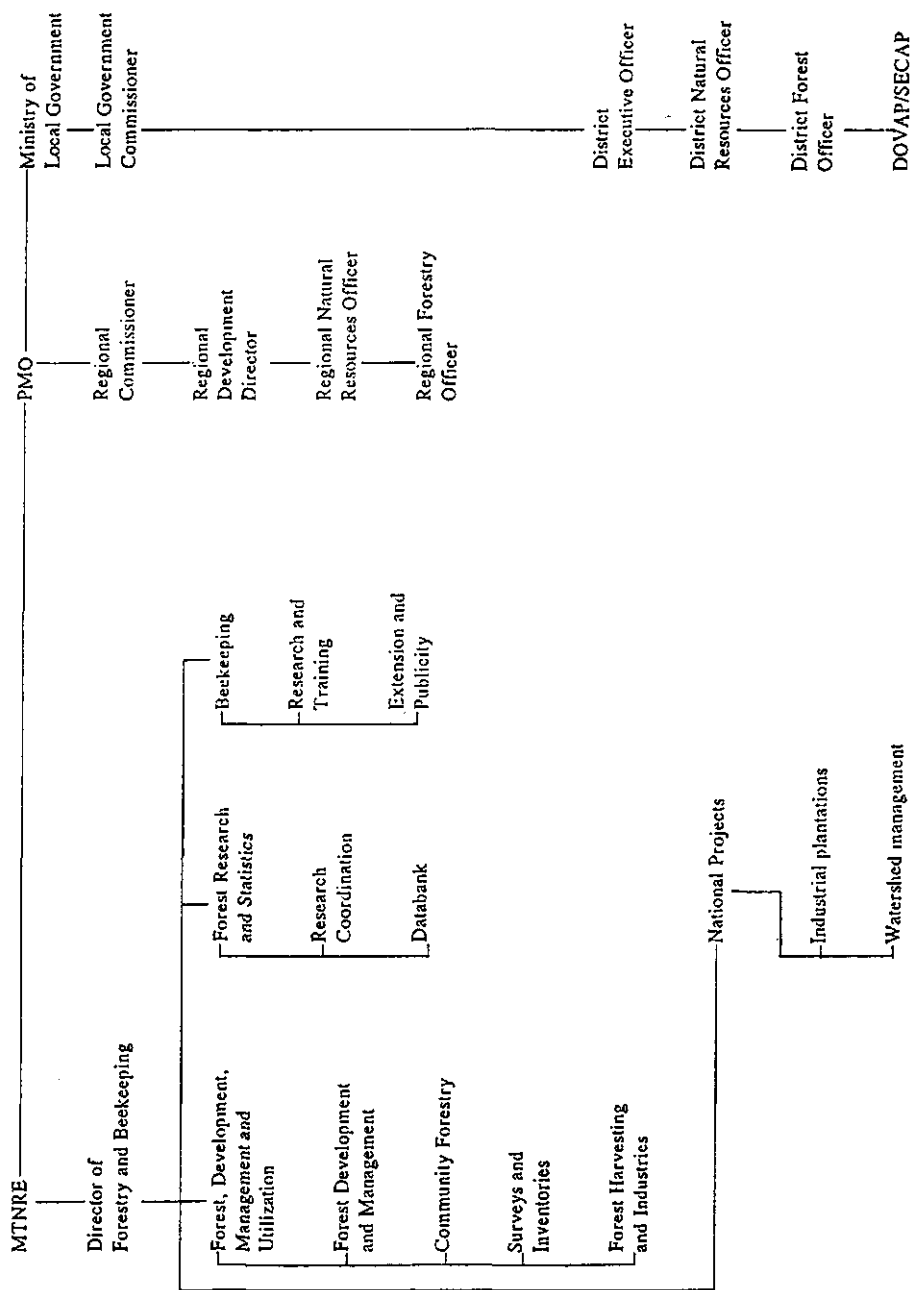 MTNRE
PMO
Ministry of
Local Government
Director of
Forestry and Beekeeping
Regional
Commissioner
Local Government
Commissioner
Forest, Development,
Management and
Utilization
Forest Research
and Statistics
Beekeeping
Regional
Development
Director
Forest Development
and Management
Research
Coordination
Research and
Training
Regional Natural
Resources Officer
Community Forestry
Databank
Extension and
Publicity
Regional Forestry
Officer
Surveys and
Inventories
Forest Harvesting
and Industries
District
Executive Officer
National Projects
District Natural
Resources Officer
Industrial plantations
District Forest
Officer
Watershed management
DOVAP/SECAP